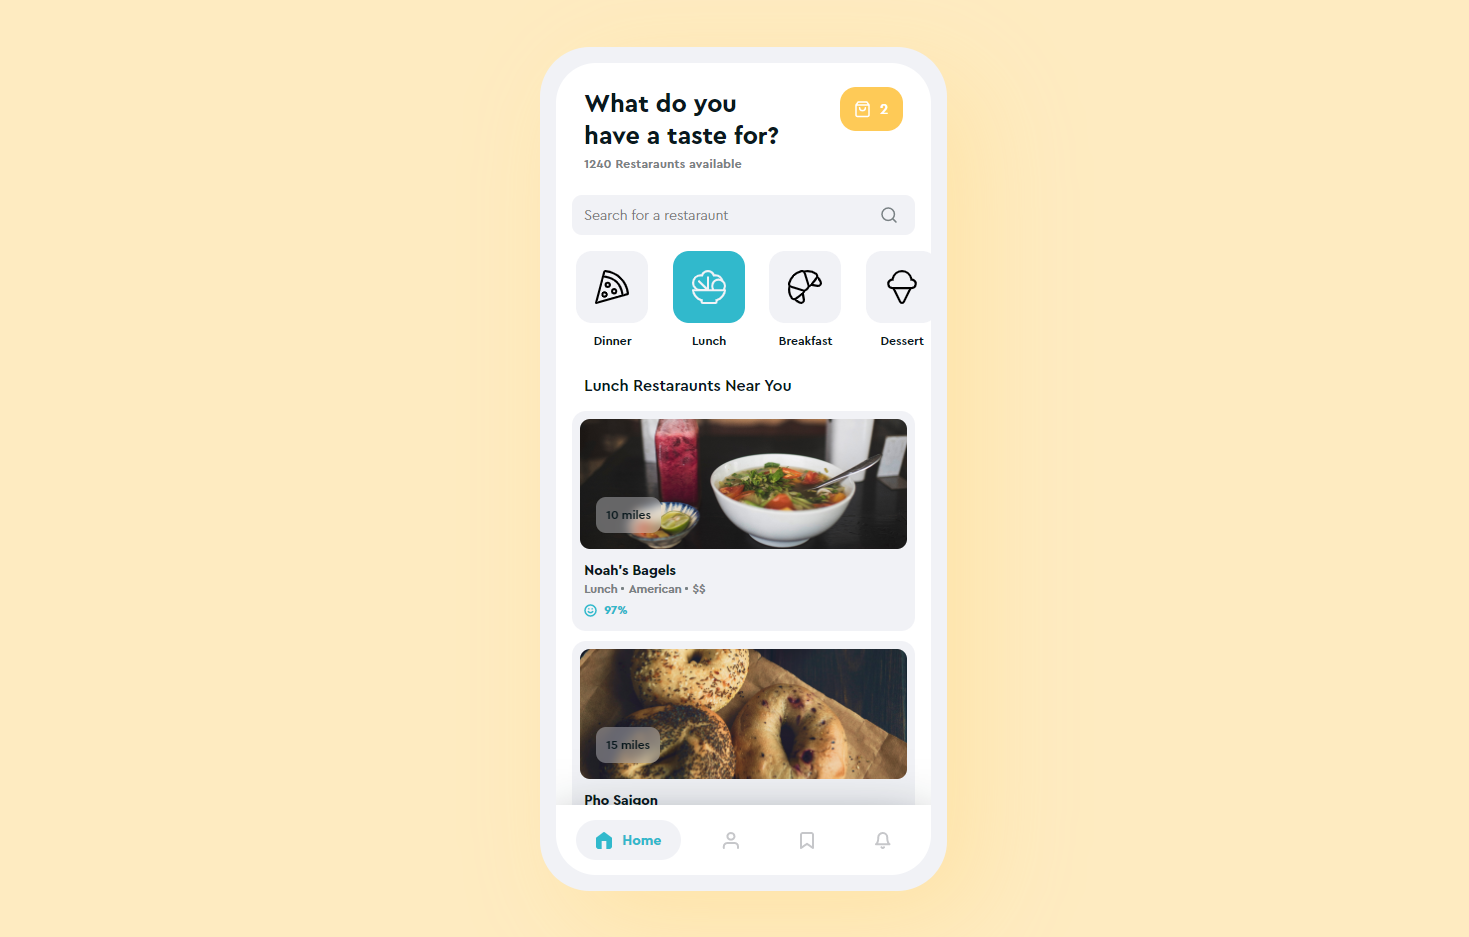 What do you
have a taste for?
2
1240 Restaraunts available
Search for a restaraunt
Dinner
Lunch
Breakfast
Dessert
Lunch Restaraunts Near You
10 miles
Noah's Bagels
Lunch • American • $$
97%
15 miles
Pho Saigon
Home